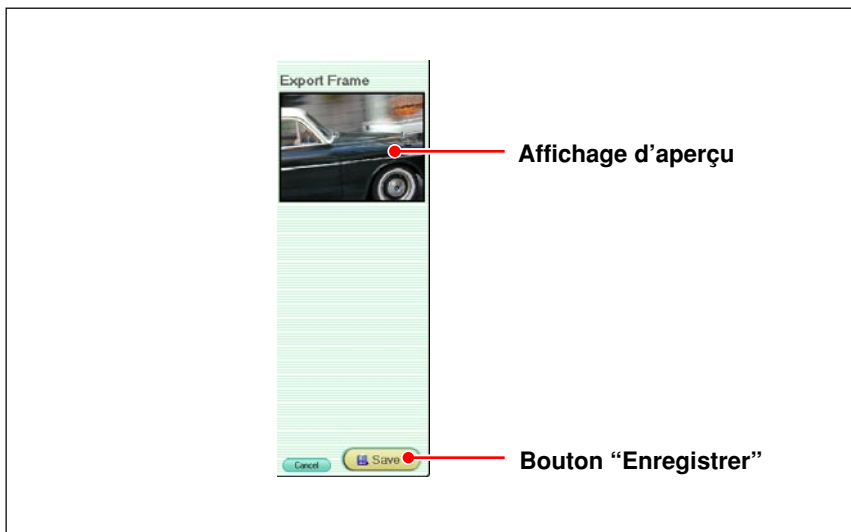 Export Frame
Affichage d’aperçu
Cancel
Save
Bouton “Enregistrer”